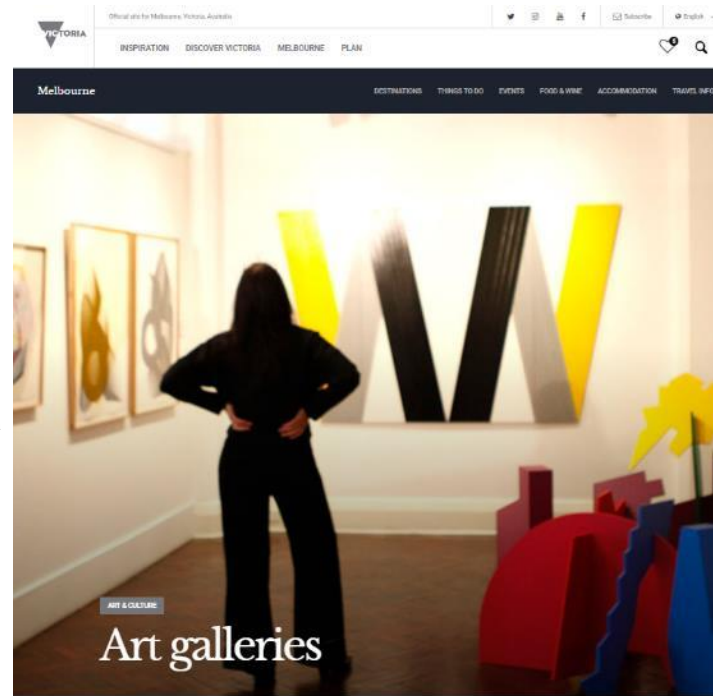 Official site for Melbourne, Victoria, Australia
Subscribe
English
VICTORIA
INSPIRATION DISCOVER VICTORIA MELBOURNE PLAN
0
Melbourne
DESTINATIONS THINGS TO DO EVENTS FOOD & WINE ACCOMMODATION TRAVEL INFO
ART & CULTURE
Art galleries